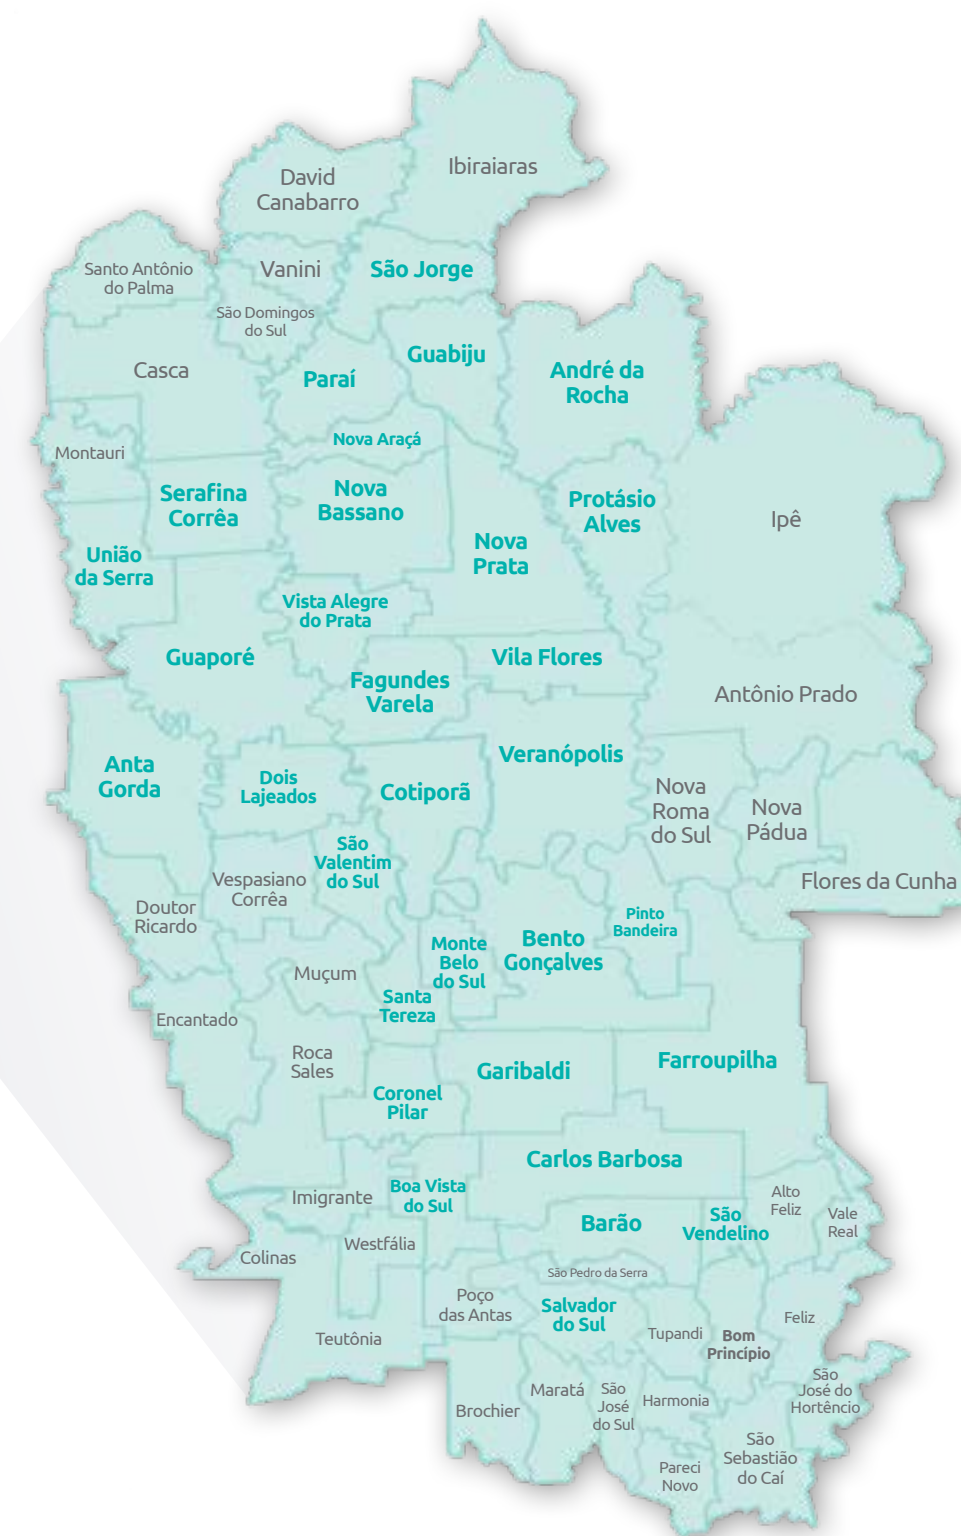 Ibiraiaras
David
Canabarro
Vanini
São Jorge
Santo Antônio
do Palma
São Domingos
do Sul
Guabiju
Casca
Paraí
André da
Rocha
Nova Araçá
Montauri
Serafina
Corrêa
Nova
Bassano
Protásio
Alves
Ipê
Nova
Prata
União
da Serra
Vista Alegre
do Prata
Guaporé
Vila Flores
Fagundes
Varela
Antônio Prado
Veranópolis
Anta
Gorda
Dois
Lajeados
Cotiporã
Nova
Roma
do Sul
Nova
Pádua
São
Valentim
do Sul
Vespasiano
Corrêa
Flores da Cunha
Doutor
Ricardo
Pinto
Bandeira
Bento
Gonçalves
Monte
Belo
do Sul
Muçum
Santa
Tereza
Encantado
Roca
Sales
Garibaldi
Farroupilha
Coronel
Pilar
Carlos Barbosa
Imigrante
Boa Vista
do Sul
Alto
Feliz
Vale
Real
Barão
São
Vendelino
Westfália
Colinas
São Pedro da Serra
Poço
das Antas
Salvador
do Sul
Feliz
Teutônia
Tupandi
Bom
Princípio
São
José do
Hortêncio
Maratá
São
José
do Sul
Harmonia
Brochier
São
Sebastião
do Caí
Pareci
Novo